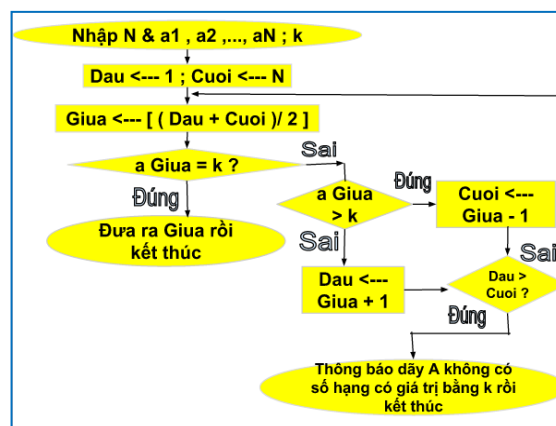 Nhập N & a1 , a2 ,..., aN ; k
Dau <--- 1 ; Cuoi <--- N
Giua <--- [ ( Dau + Cuoi )/ 2 ]
a Giua = k ?
Sai
Đúng
Đưa ra Giua rồi
kết thúc
a Giua
> k
Đúng
Cuoi <---
Giua - 1
Sai
Dau <---
Giua + 1
Dau >
Cuoi ?
Sai
Đúng
Thông báo dãy A không có
số hạng có giá trị bằng k rồi
kết thúc